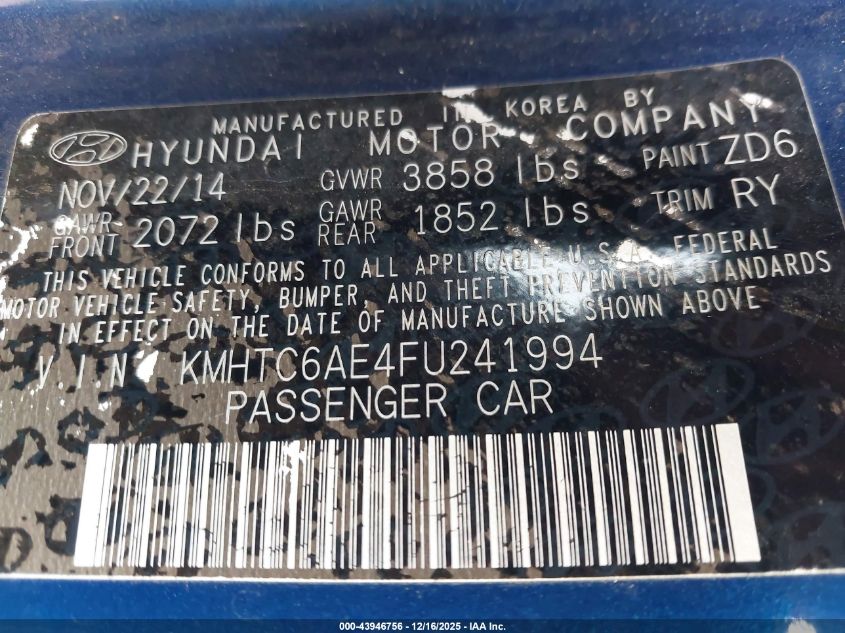 MANUFACTURED IN KOREA BY
HYUNDAI MOTOR COMPANY
NOV/22/14 GVWR 3858 lbs PAINT ZD6
GAWR FRONT 2072 lbs GAWR REAR 1852 lbs TRIM RY
THIS VEHICLE CONFORMS TO ALL APPLICABLE U.S.A. FEDERAL
MOTOR VEHICLE SAFETY, BUMPER, AND THEFT PREVENTION STANDARDS
IN EFFECT ON THE DATE OF MANUFACTURE SHOWN ABOVE
V.I.N KMHTC6AE4FU241994
PASSENGER CAR
000-43946756 - 12/16/2025 - IAA Inc.